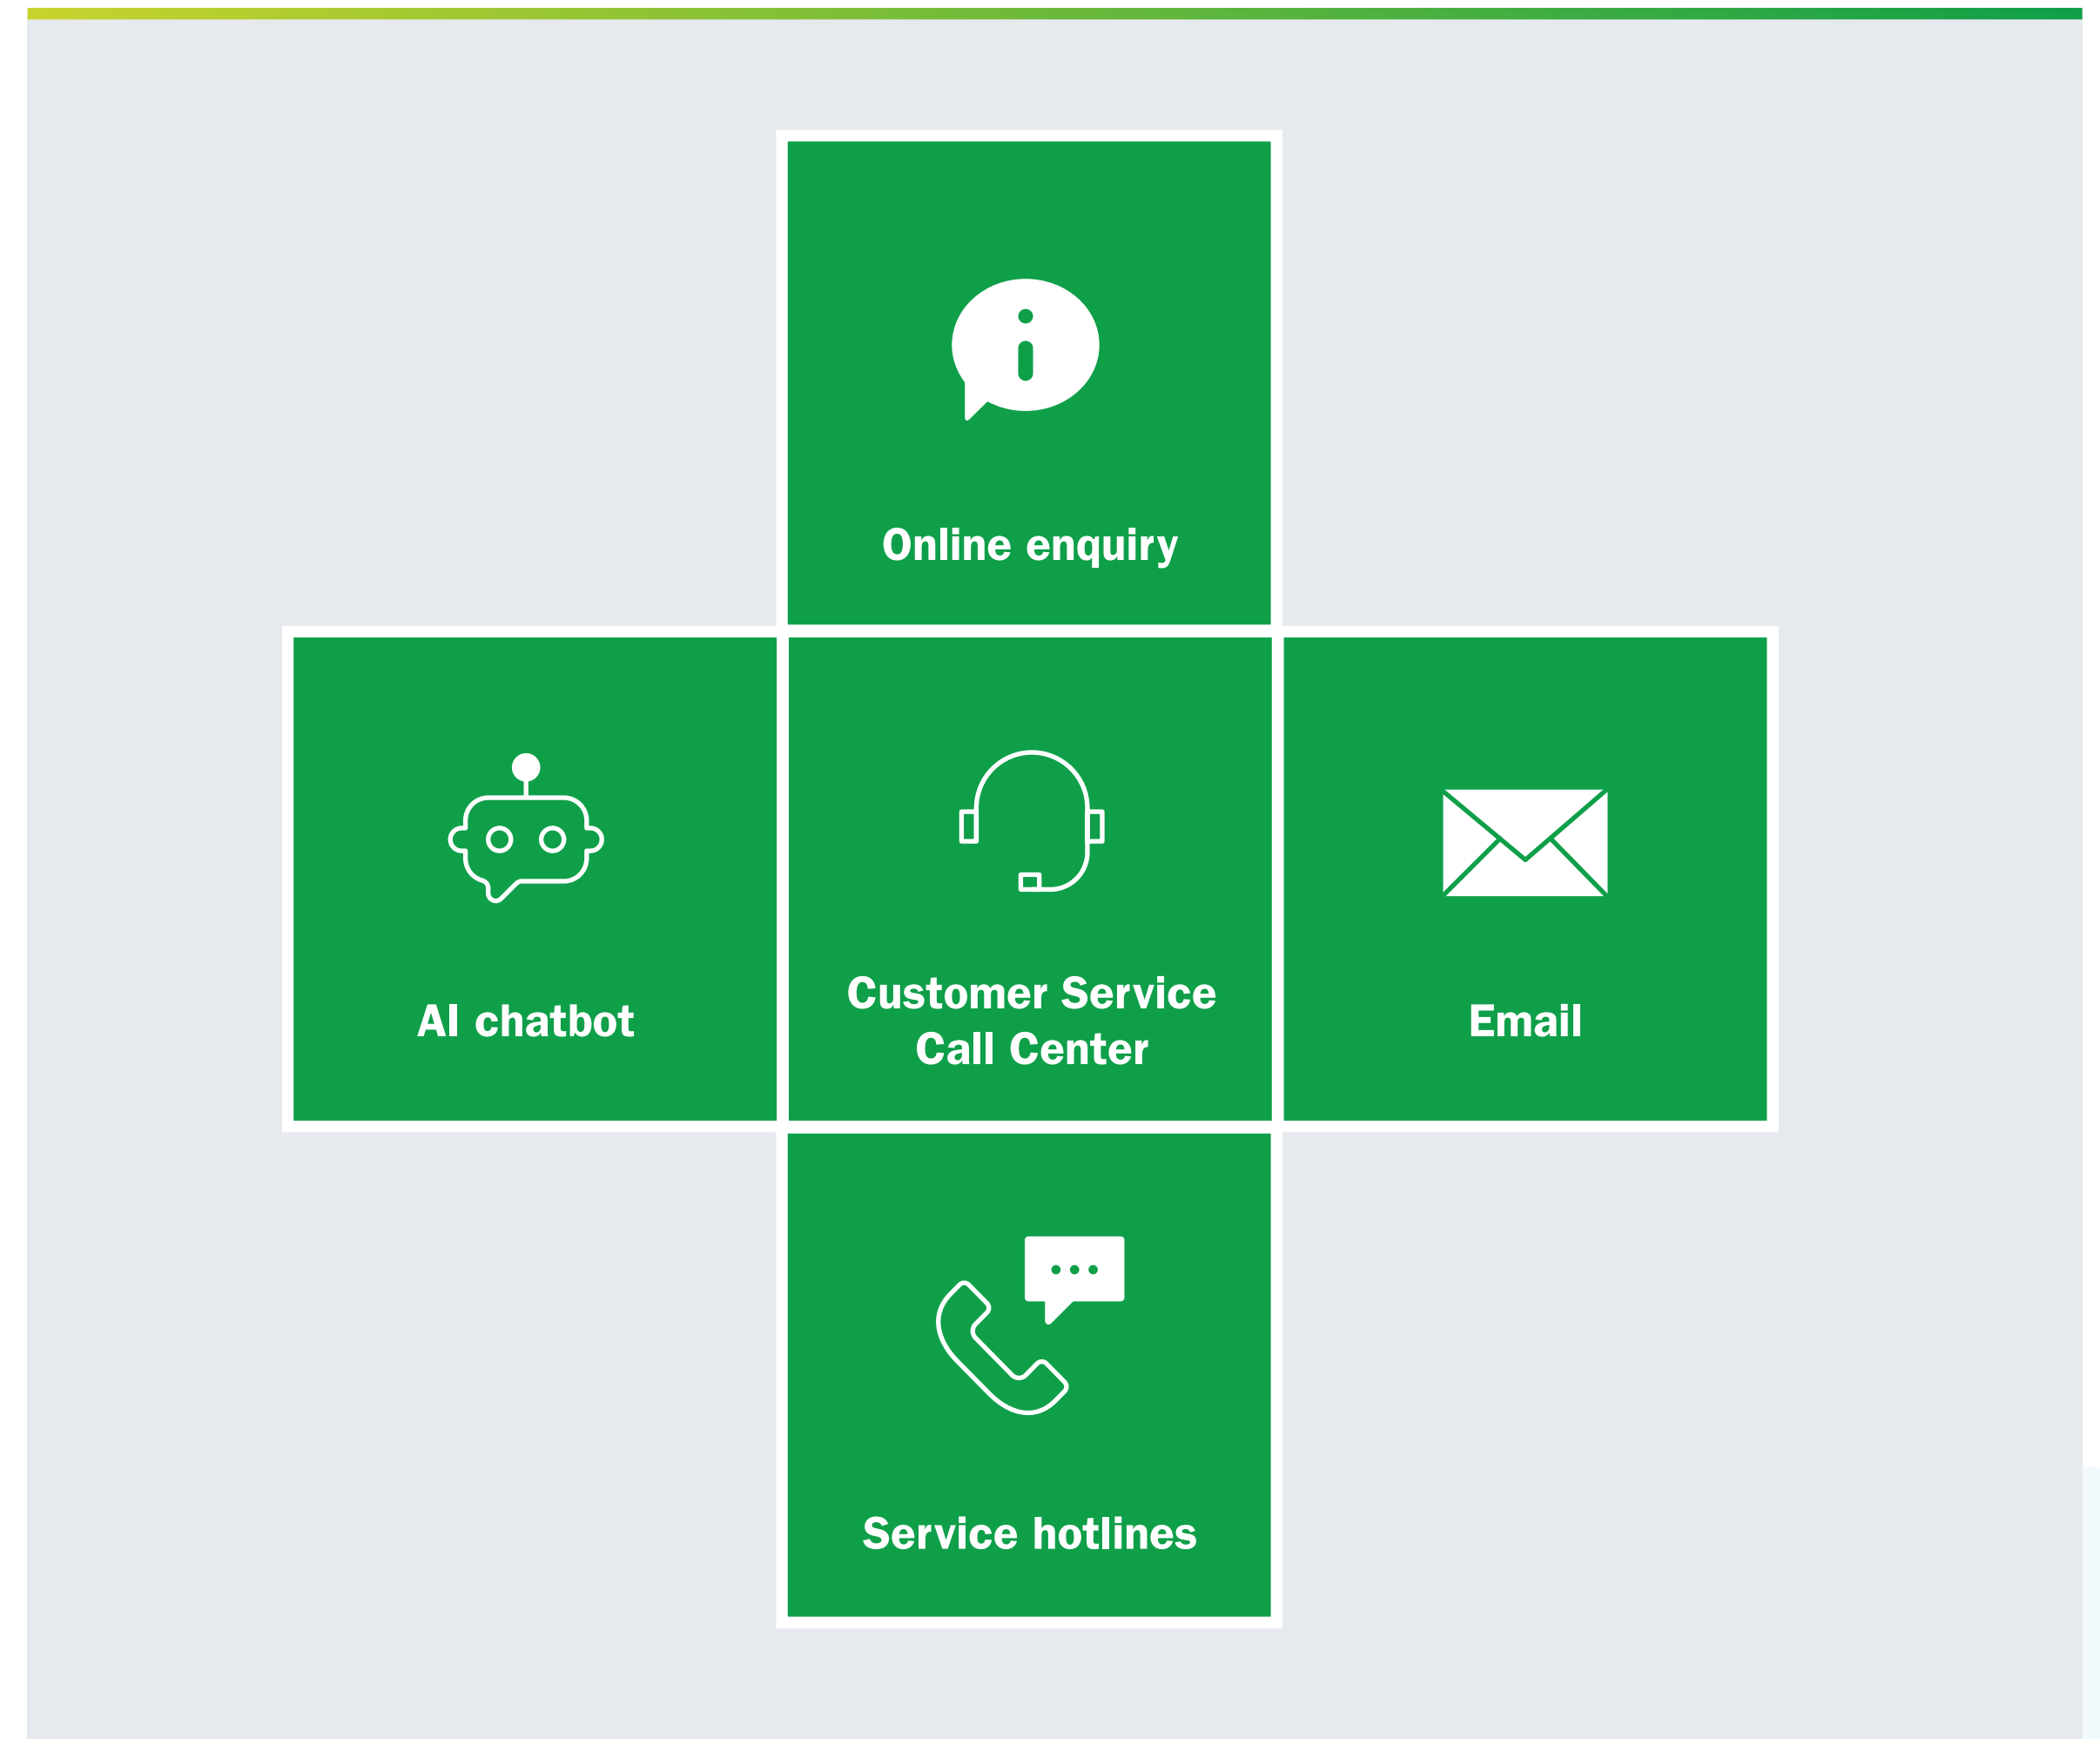 Online enquiry
AI chatbot
Customer Service
Call Center
Email
Service hotlines